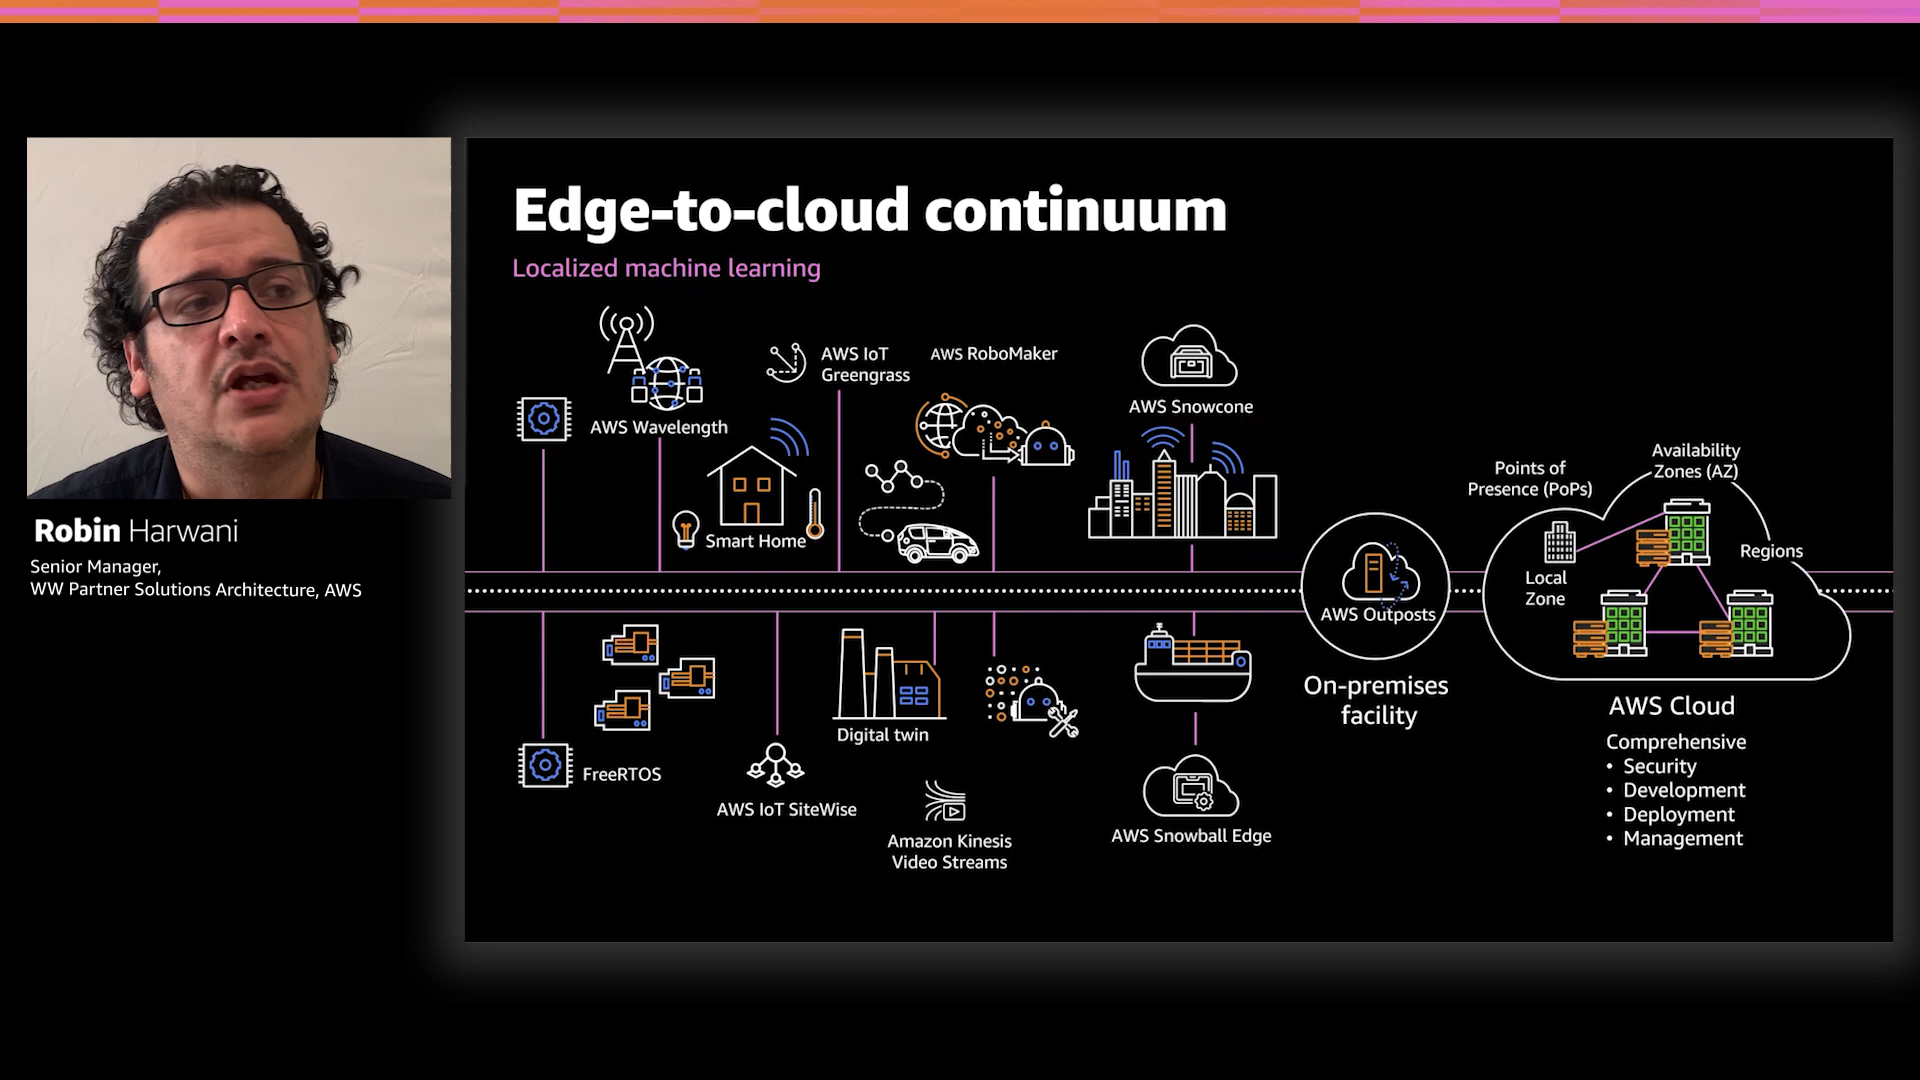 Robin Harwani
Senior Manager,
WW Partner Solutions Architecture, AWS
Edge-to-cloud continuum
Localized machine learning
AWS Wavelength
AWS IoT
Greengrass
AWS RoboMaker
AWS Snowcone
Smart Home
FreeRTOS
AWS IoT SiteWise
Digital twin
Amazon Kinesis
Video Streams
AWS Snowball Edge
AWS Outposts
On-premises
facility
Points of
Presence (PoPs)
Availability
Zones (AZ)
Regions
Local
Zone
AWS Cloud
Comprehensive
• Security
• Development
• Deployment
• Management